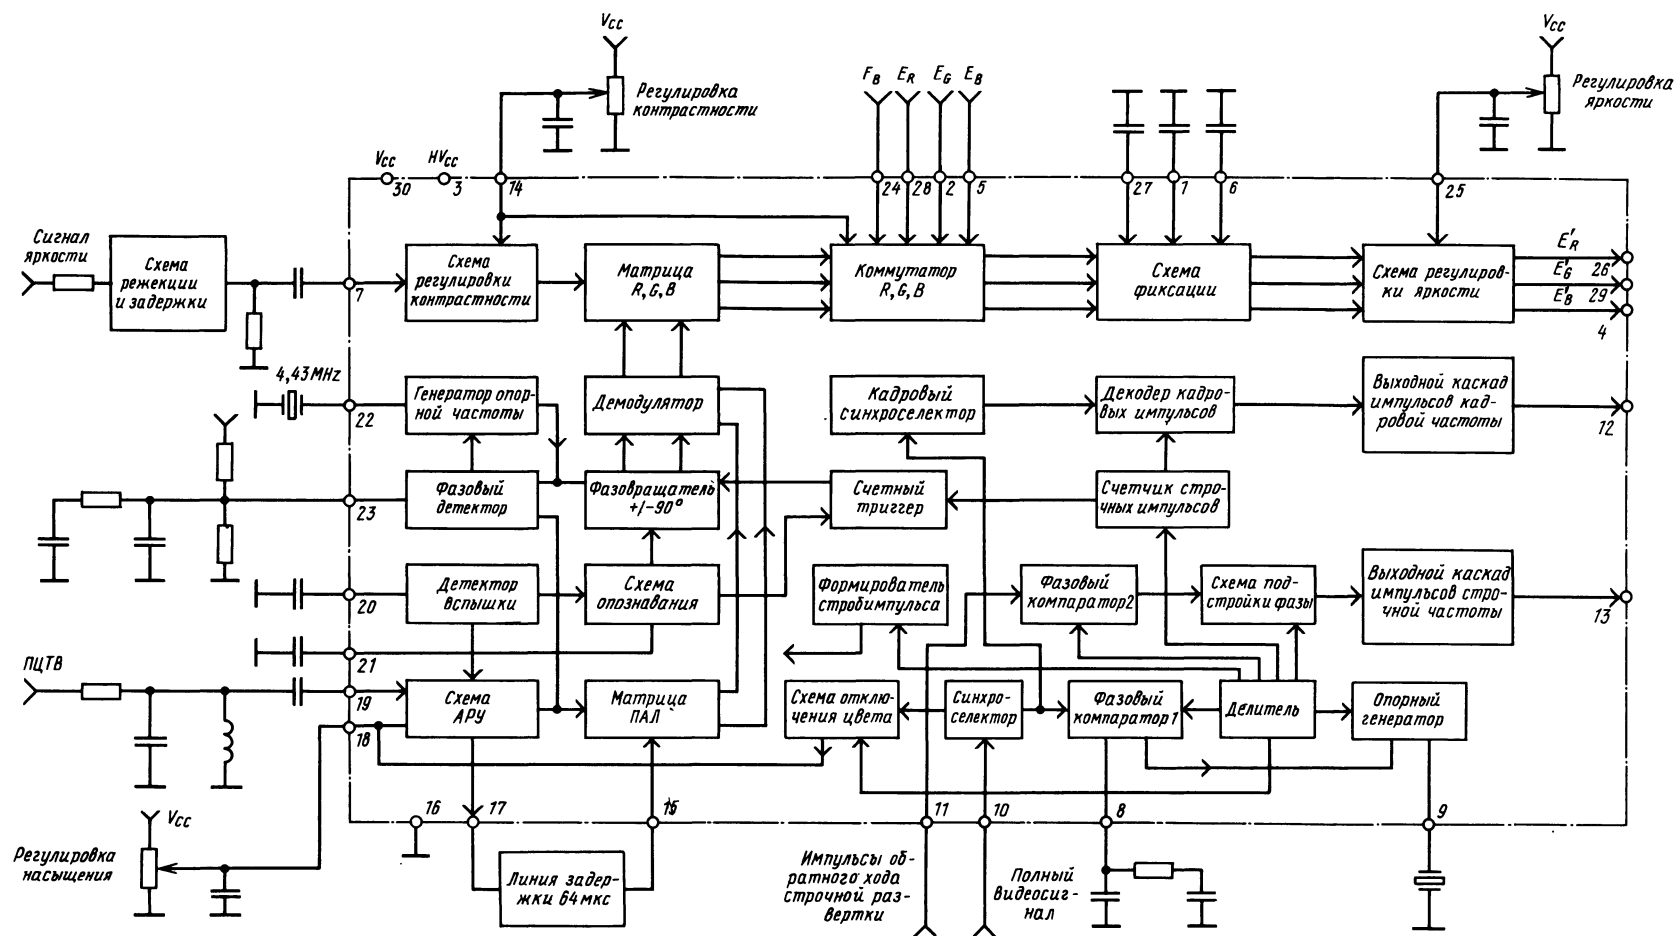 Vcc
Vcc
Регулировка
контрастности
Регулировка
яркости
FB
ER
EG
EB
Vcc
30
HVcc
3
14
24
28
2
5
27
1
6
25
Сигнал
яркости
Схема
режекции
и задержки
7
Схема
регулировки
контрастности
Матрица
R, G, B
Коммутатор
R, G, B
Схема
фиксации
Схема регулиров-
ки яркости
E'R
26
E'G
29
E'B
4
4,43 MHz
22
Генератор опор-
ной частоты
Демодулятор
Кадровый
синхроселектор
Декодер кадро-
вых импульсов
Выходной каскад
импульсов кад-
ровой частоты
12
23
Фазовый
детектор
Фазовращатель
+/-90°
Счетный
триггер
Счетчик стро-
чных импульсов
20
Детектор
вспышки
Схема
опознавания
Формирователь
стробимпульса
Фазовый
компаратор 2
Схема под-
стройки фазы
Выходной каскад
импульсов стро-
чной частоты
13
21
ПЦТВ
19
18
Схема
АРУ
Матрица
ПАЛ
Схема отклю-
чения цвета
Синхро-
селектор
Фазовый
компаратор 1
Делитель
Опорный
генератор
16
17
15
11
10
8
9
Vcc
Регулировка
насыщения
Линия задер-
жки 64 мкс
Импульсы об-
ратного хода
строчной раз-
вертки
Полный
видеосиг-
нал